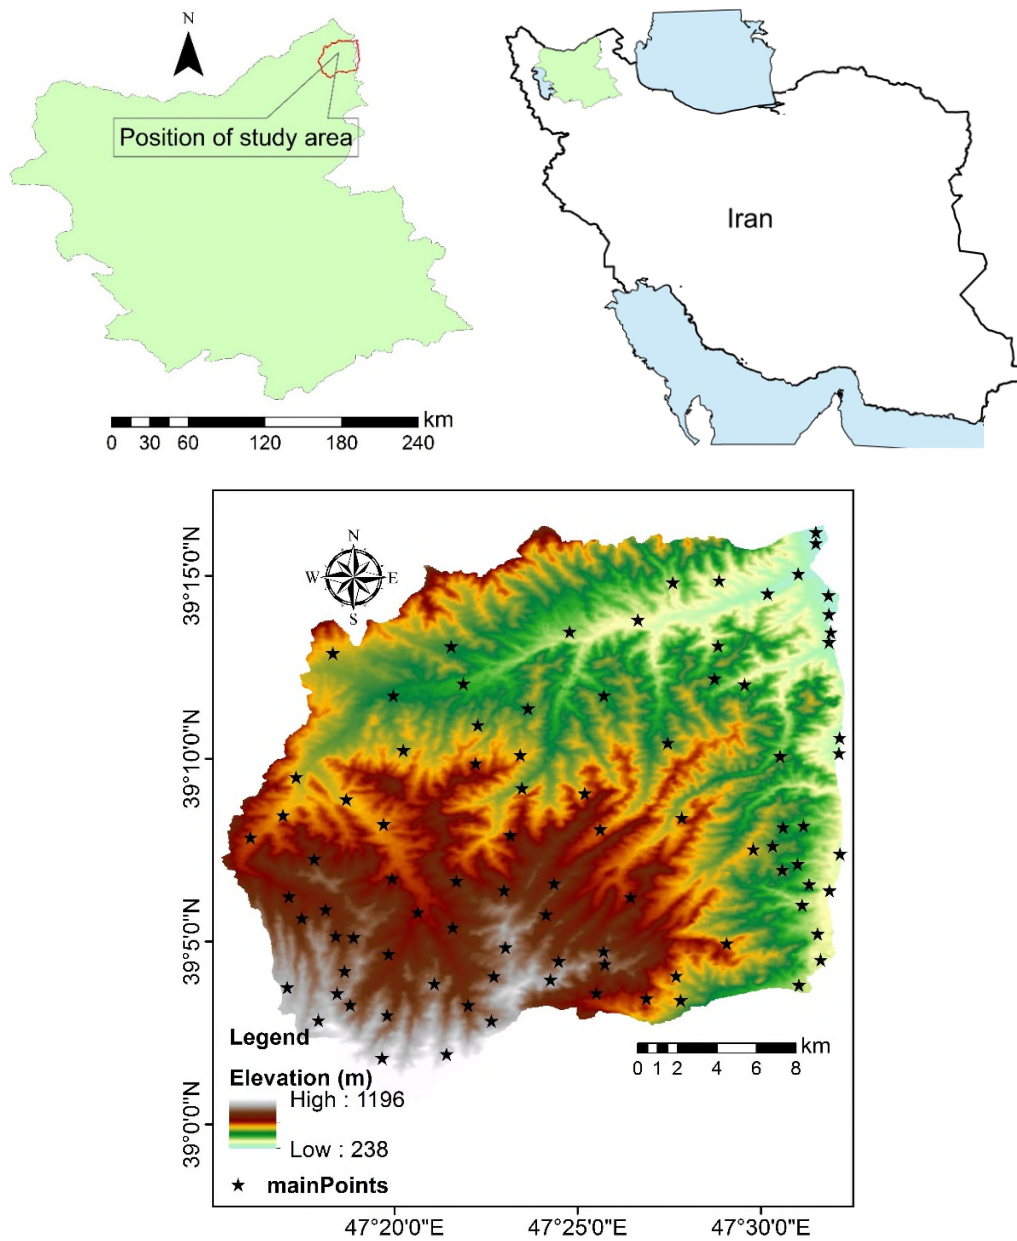 N
Position of study area
km
0 30 60 120 180 240
Iran
39°15'0"N
39°10'0"N
39°5'0"N
39°0'0"N
N
W E
S
Legend
Elevation (m)
High : 1196
Low : 238
mainPoints
km
0 1 2 4 6 8
47°20'0"E 47°25'0"E 47°30'0"E